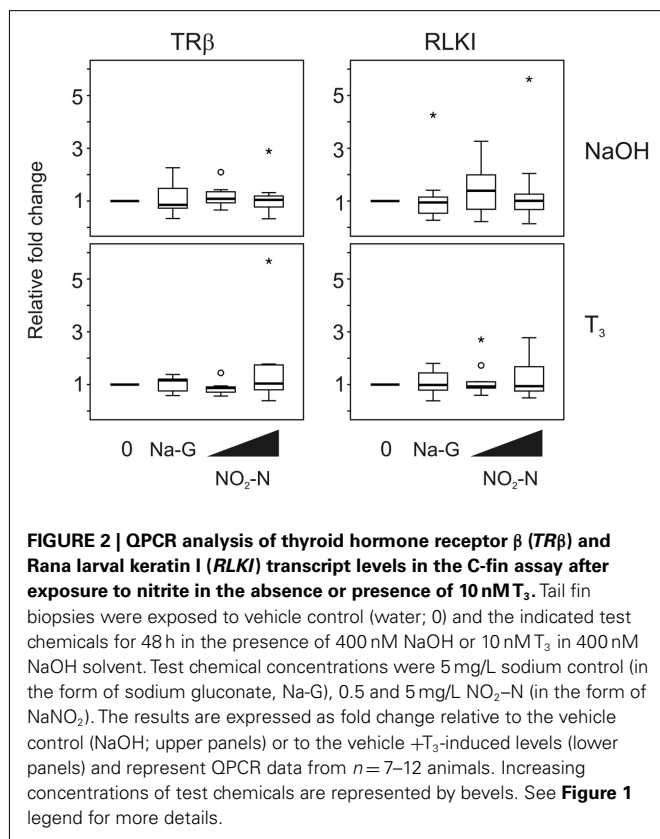 TRβ
RLKI
Relative fold change
5
3
1
5
3
1
NaOH
5
3
1
5
3
1
T₃
0
Na-G
NO₂-N
0
Na-G
NO₂-N
FIGURE 2 | QPCR analysis of thyroid hormone receptor β (TRβ) and
Rana larval keratin I (RLKI) transcript levels in the C-fin assay after
exposure to nitrite in the absence or presence of 10 nM T₃. Tail fin
biopsies were exposed to vehicle control (water; 0) and the indicated test
chemicals for 48 h in the presence of 400 nM NaOH or 10 nM T₃ in 400 nM
NaOH solvent. Test chemical concentrations were 5 mg/L sodium control (in
the form of sodium gluconate, Na-G), 0.5 and 5 mg/L NO₂–N (in the form of
NaNO₂). The results are expressed as fold change relative to the vehicle
control (NaOH; upper panels) or to the vehicle +T₃-induced levels (lower
panels) and represent QPCR data from n = 7–12 animals. Increasing
concentrations of test chemicals are represented by bevels. See Figure 1
legend for more details.